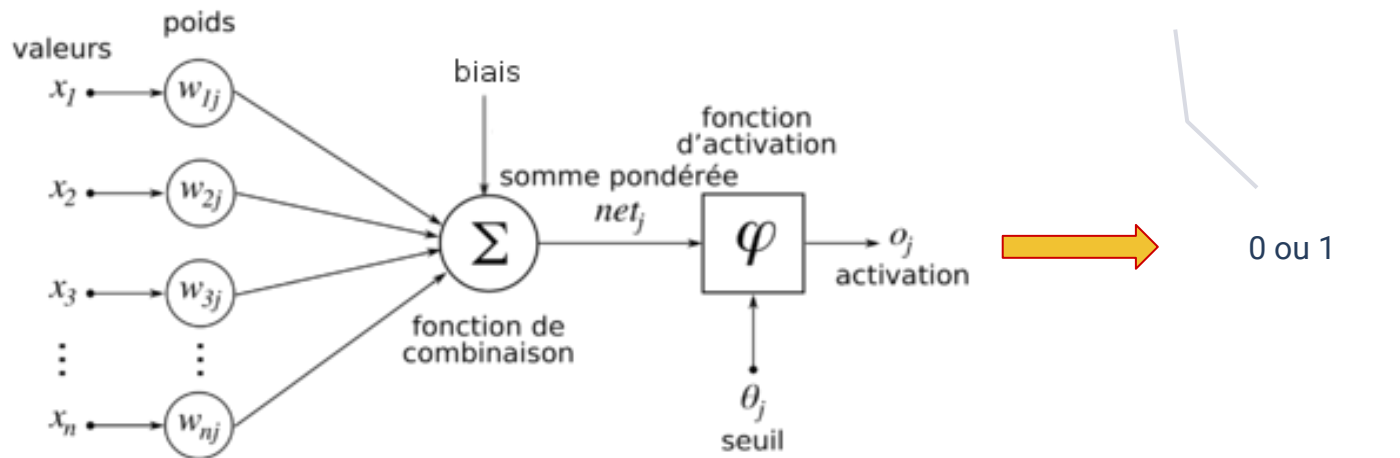 poids
valeurs
x1
w1j
biais
fonction
d'activation
x2
w2j
somme pondérée
netj
Σ
φ
oj
activation
0 ou 1
x3
w3j
fonction de
combinaison
⋮
⋮
xn
wnj
θj
seuil